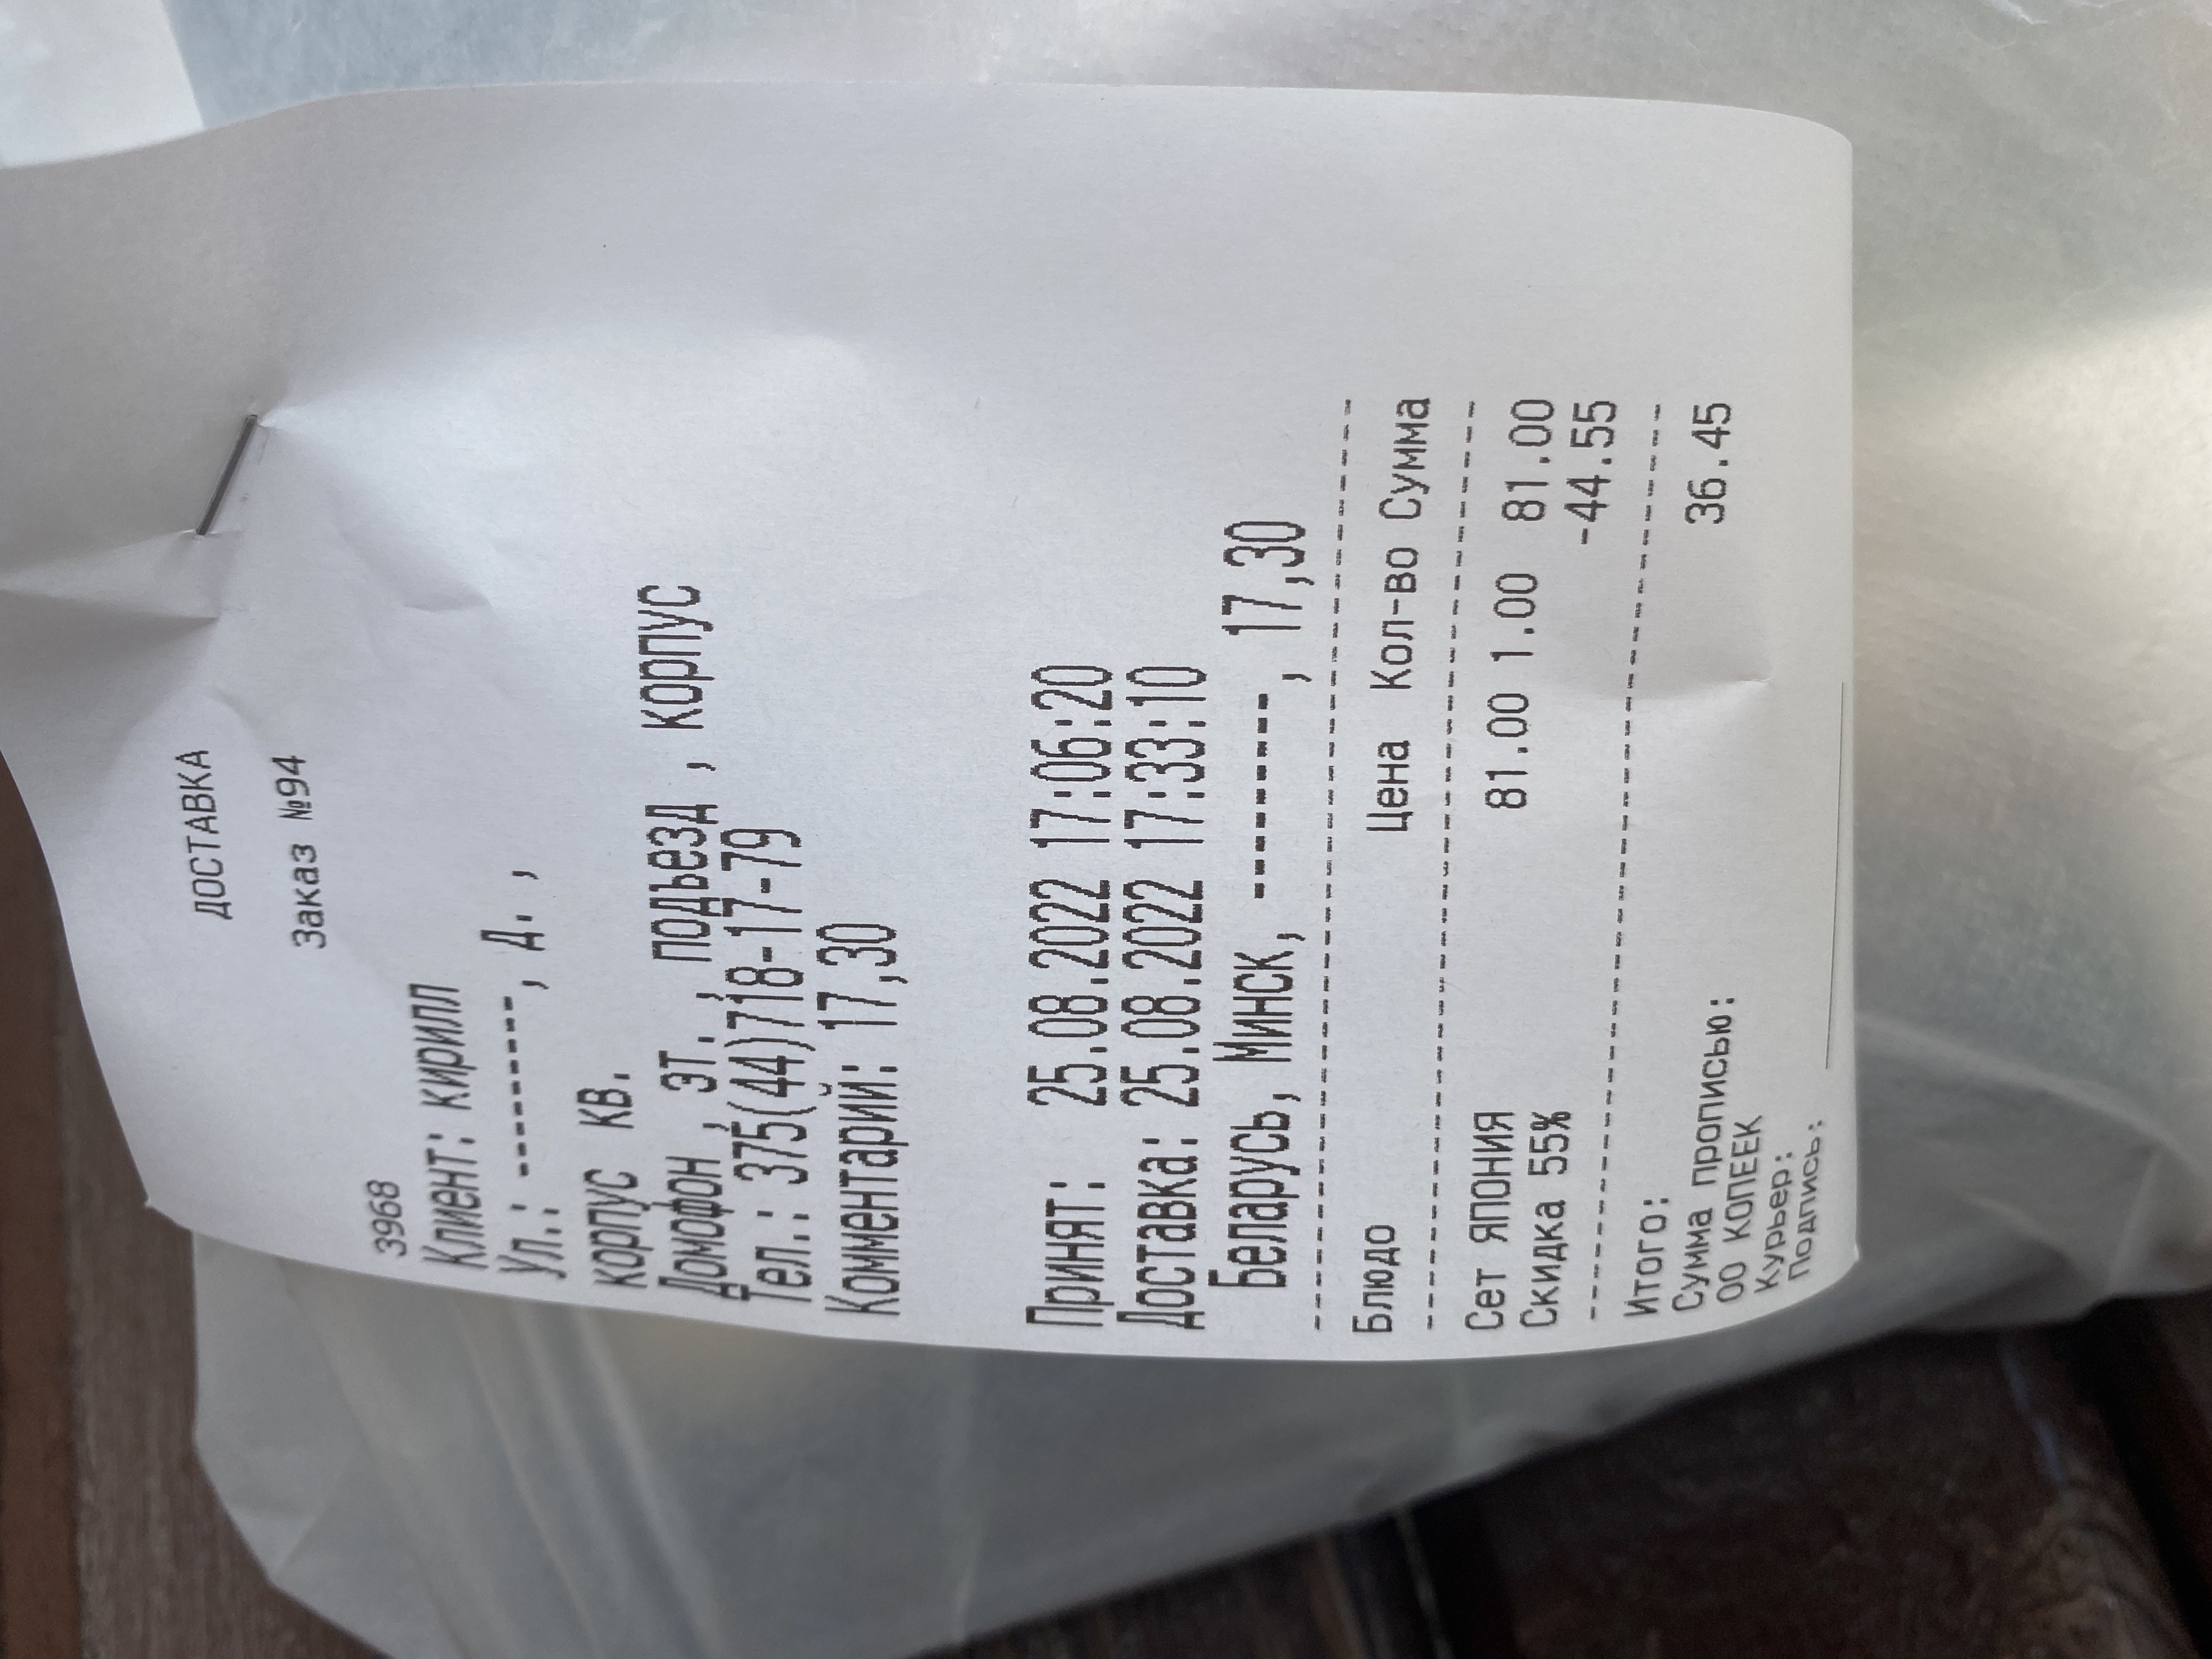 ДОСТАВКА
Заказ №94
3968
Клиент: кирилл
Ул.: ---------, Д. ,
корпус кв.
Домофон , эт. , подьезд , корпус
Тел.: 375(44)718-17-79
Комментарий: 17,30
Принят: 25.08.2022 17:06:20
Доставка: 25.08.2022 17:33:10
Беларусь, Минск, ---------, 17,30
Блюдо Цена Кол-во Сумма
Сет ЯПОНИЯ 81.00 1.00 81.00
Скидка 55% -44.55
Итого: 36.45
Сумма прописью:
00 КОПЕЕК
Курьер:
Подпись: